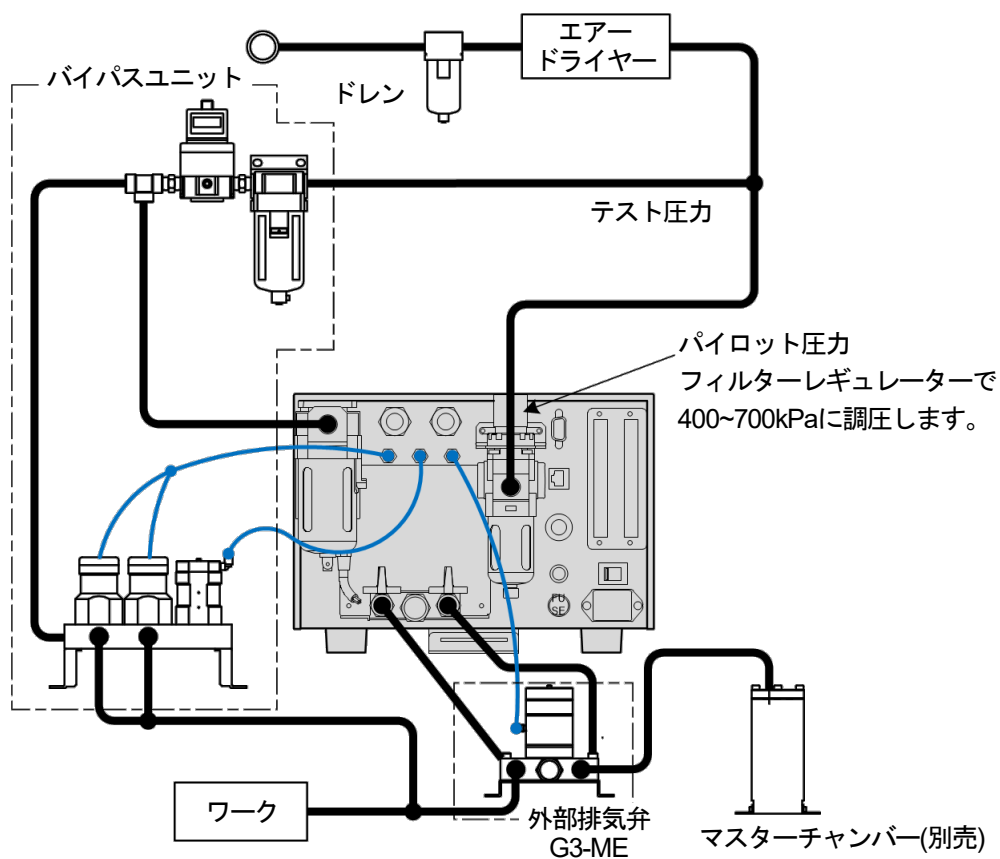 エアー
ドライヤー
バイパスユニット
ドレン
テスト圧力
パイロット圧力
フィルターレギュレーターで
400~700kPaに調圧します。
FU
SE
ワーク
外部排気弁
G3-ME
マスターチャンバー(別売)